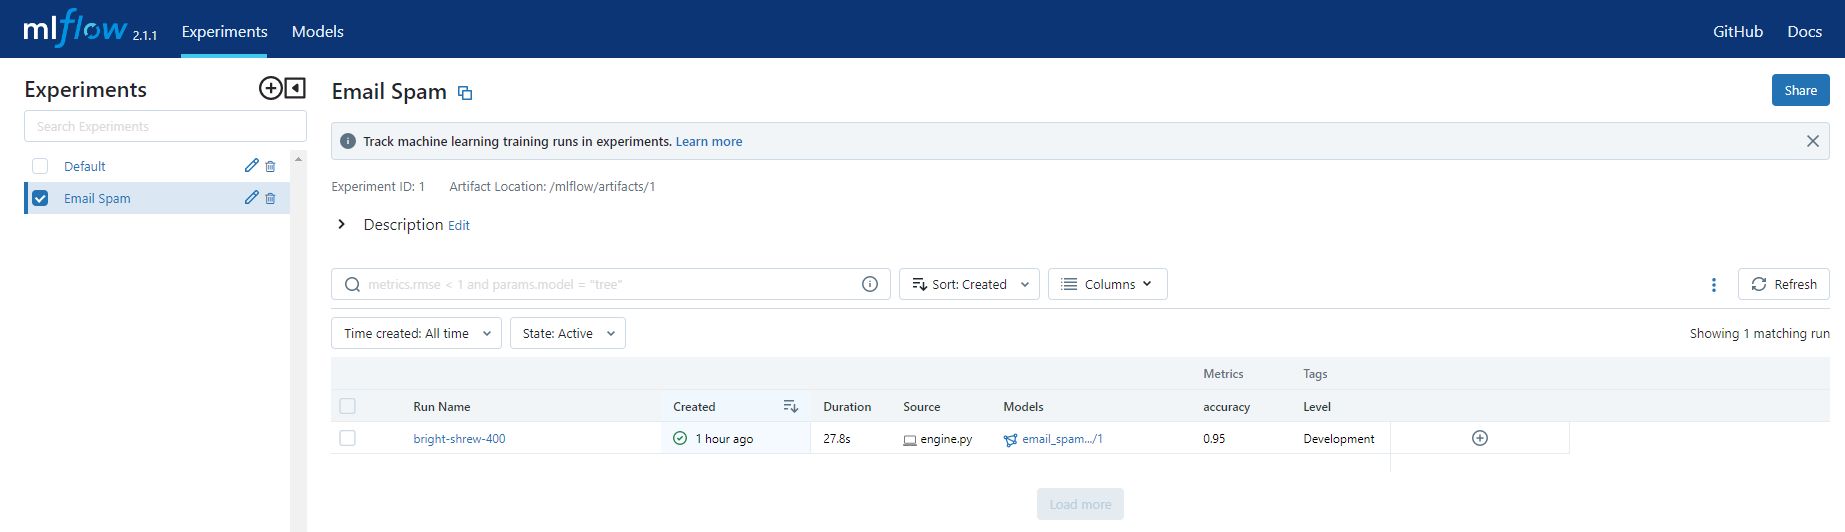 mlflow 2.1.1 Experiments Models GitHub Docs
Experiments
Search Experiments
Default
Email Spam
Email Spam Share
Track machine learning training runs in experiments. Learn more
Experiment ID: 1 Artifact Location: /mlflow/artifacts/1
Description Edit
metrics.rmse < 1 and params.model = "tree" Sort: Created Columns Refresh
Time created: All time State: Active Showing 1 matching run
Metrics Tags
Run Name Created Duration Source Models accuracy Level
bright-shrew-400 1 hour ago 27.8s engine.py email_spam.../1 0.95 Development
Load more